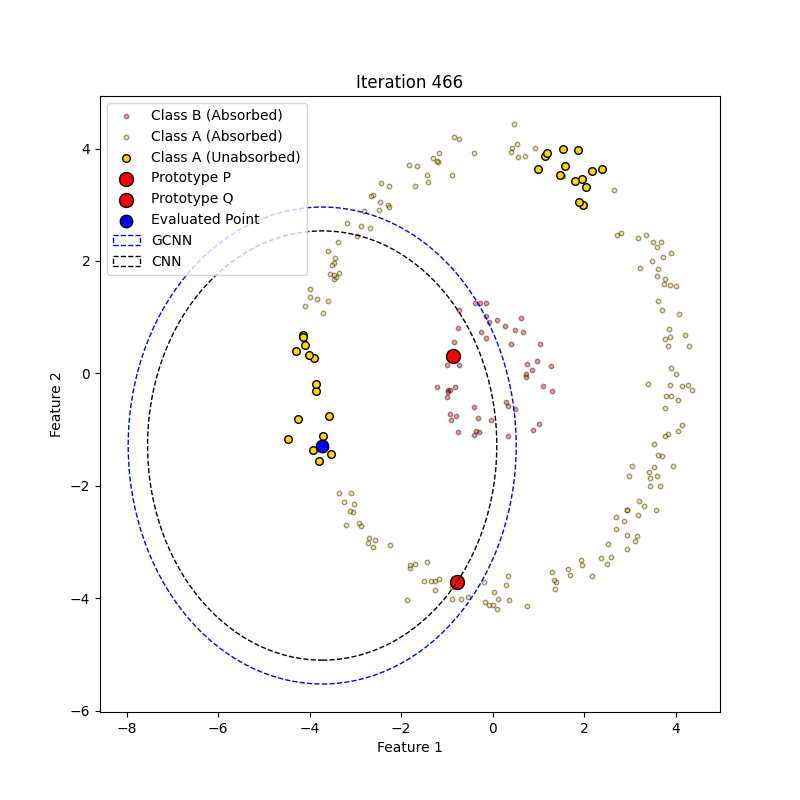 Iteration 466
Class B (Absorbed)
Class A (Absorbed)
Class A (Unabsorbed)
Prototype P
Prototype Q
Evaluated Point
GCNN
CNN
4
2
0
−2
−4
−6
Feature 2
−8
−6
−4
−2
0
2
4
Feature 1